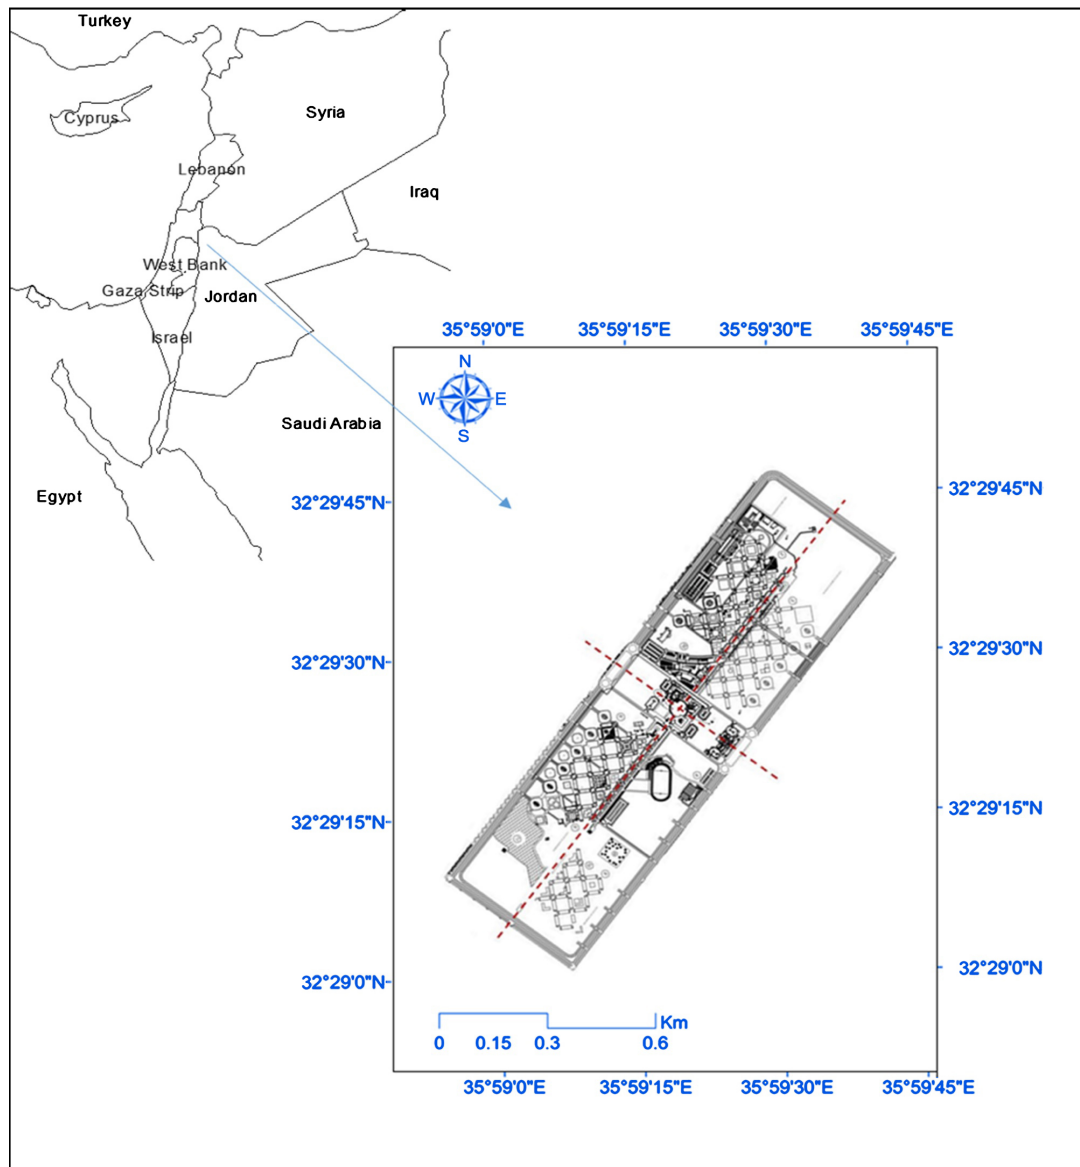 Turkey
Cyprus
Syria
Lebanon
Iraq
West Bank
Gaza Strip
Jordan
Israel
Saudi Arabia
Egypt
35°59'0"E 35°59'15"E 35°59'30"E 35°59'45"E
N
W E
S
32°29'45"N 32°29'45"N
32°29'30"N 32°29'30"N
32°29'15"N 32°29'15"N
32°29'0"N 32°29'0"N
Km
0 0.15 0.3 0.6
35°59'0"E 35°59'15"E 35°59'30"E 35°59'45"E